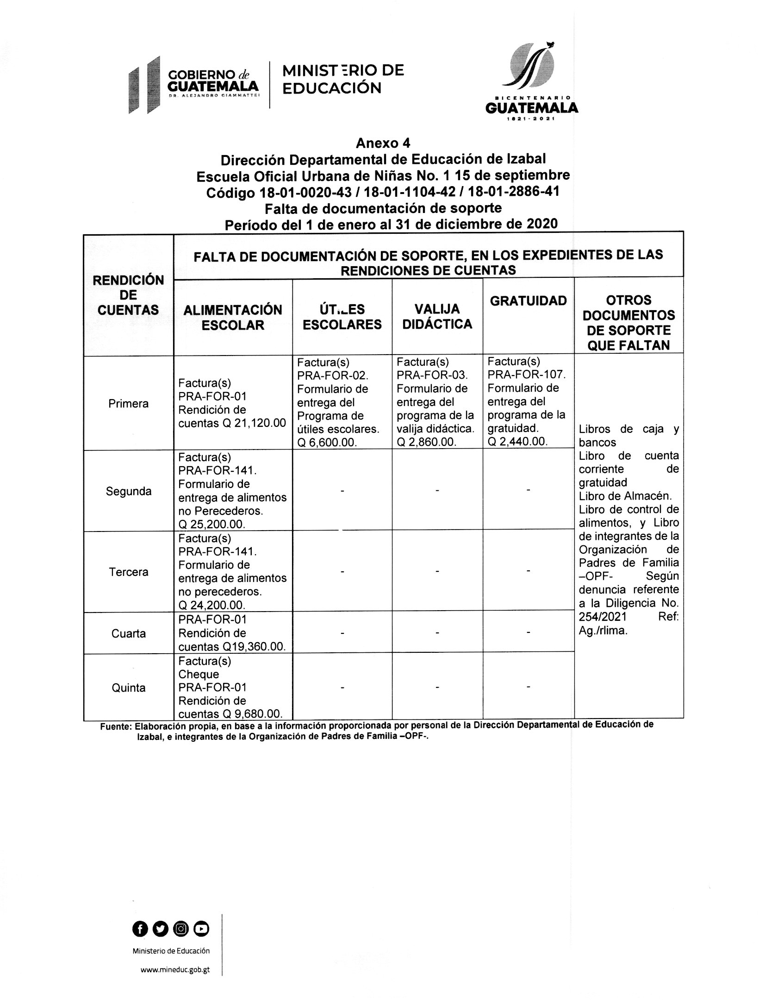 GOBIERNO de
GUATEMALA
DR. ALEJANDRO GIAMMATTEI
MINISTERIO DE
EDUCACIÓN
BICENTENARIO
GUATEMALA
1821-2021
Anexo 4
Dirección Departamental de Educación de Izabal
Escuela Oficial Urbana de Niñas No. 1 15 de septiembre
Código 18-01-0020-43 / 18-01-1104-42 / 18-01-2886-41
Falta de documentación de soporte
Período del 1 de enero al 31 de diciembre de 2020
RENDICIÓN
DE
CUENTAS
FALTA DE DOCUMENTACIÓN DE SOPORTE, EN LOS EXPEDIENTES DE LAS
RENDICIONES DE CUENTAS
ALIMENTACIÓN
ESCOLAR
ÚTILES
ESCOLARES
VALIJA
DIDÁCTICA
GRATUIDAD
OTROS
DOCUMENTOS
DE SOPORTE
QUE FALTAN
Primera
Factura(s)
PRA-FOR-01
Rendición de
cuentas Q 21,120.00
Factura(s)
PRA-FOR-02.
Formulario de
entrega del
Programa de
útiles escolares.
Q 6,600.00.
Factura(s)
PRA-FOR-03.
Formulario de
entrega del
programa de la
valija didáctica.
Q 2,860.00.
Factura(s)
PRA-FOR-107.
Formulario de
entrega del
programa de la
gratuidad.
Q 2,440.00.
Libros de caja y
bancos
Libro de cuenta
corriente de
gratuidad
Libro de Almacén.
Libro de control de
alimentos, y Libro
de integrantes de la
Organización de
Padres de Familia
–OPF- Según
denuncia referente
a la Diligencia No.
254/2021 Ref:
Ag./rlima.
Segunda
Factura(s)
PRA-FOR-141.
Formulario de
entrega de alimentos
no Perecederos.
Q 25,200.00.
-
-
-
Tercera
Factura(s)
PRA-FOR-141.
Formulario de
entrega de alimentos
no perecederos.
Q 24,200.00.
-
-
-
Cuarta
PRA-FOR-01
Rendición de
cuentas Q19,360.00.
-
-
-
Quinta
Factura(s)
Cheque
PRA-FOR-01
Rendición de
cuentas Q 9,680.00.
-
-
-
Fuente: Elaboración propia, en base a la información proporcionada por personal de la Dirección Departamental de Educación de
Izabal, e integrantes de la Organización de Padres de Familia –OPF-.
Ministerio de Educación
www.mineduc.gob.gt